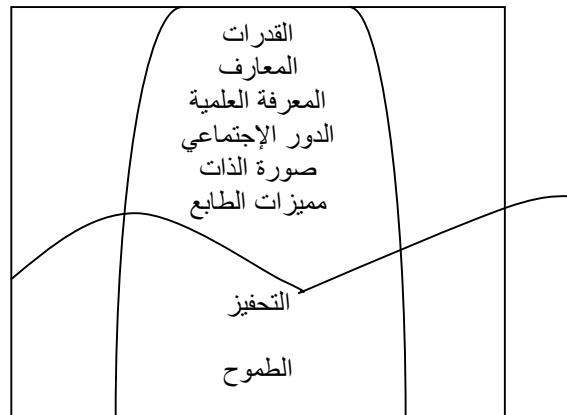 القدرات
المعارف
المعرفة العلمية
الدور الإجتماعي
صورة الذات
مميزات الطابع
التحفيز
الطموح